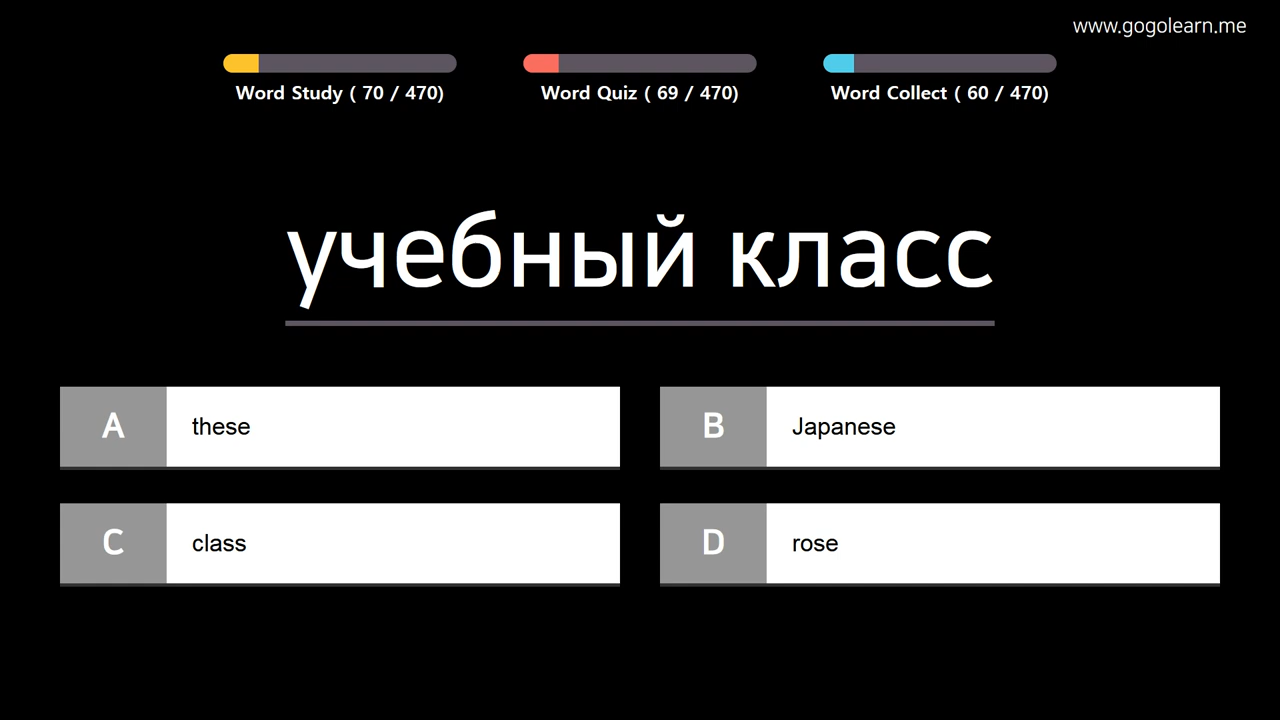 www.gogolearn.me
Word Study ( 70 / 470)
Word Quiz ( 69 / 470)
Word Collect ( 60 / 470)
учебный класс
A these
B Japanese
C class
D rose